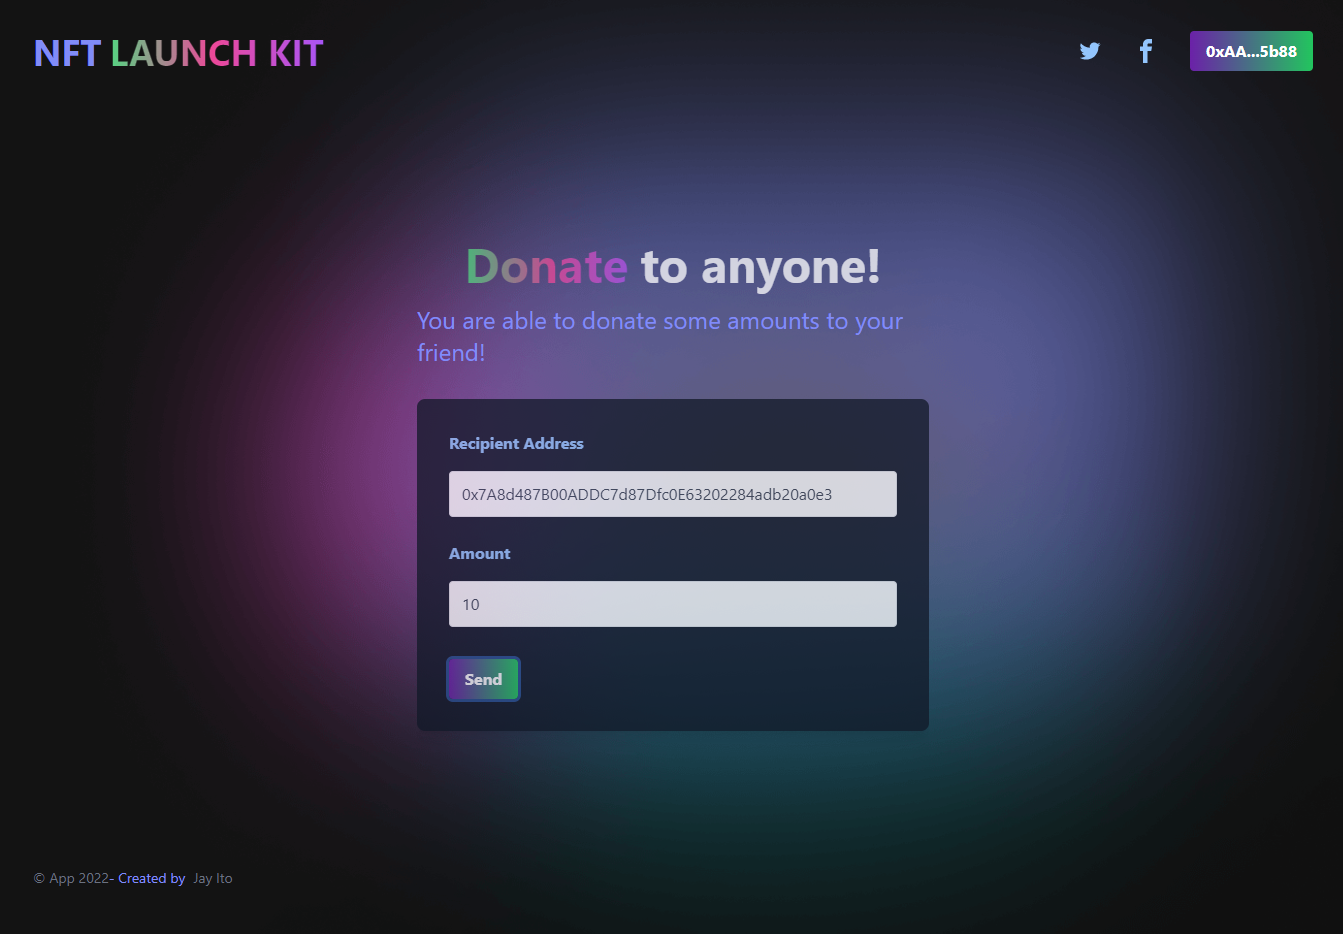 NFT LAUNCH KIT
0xAA...5b88
Donate to anyone!
You are able to donate some amounts to your
friend!
Recipient Address
0x7A8d487B00ADDC7d87Dfc0E63202284adb20a0e3
Amount
10
Send
© App 2022- Created by Jay Ito